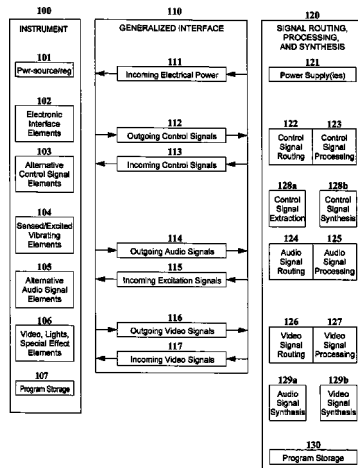 100
INSTRUMENT
101
Pwr-source/reg
102
Electronic
Interface
Elements
103
Alternative
Control Signal
Elements
104
Sensed/Excited
Vibrating
Elements
105
Alternative
Audio Signal
Elements
106
Video, Lights,
Special Effect
Elements
107
Program Storage
110
GENERALIZED INTERFACE
111
Incoming Electrical Power
112
Outgoing Control Signals
113
Incoming Control Signals
114
Outgoing Audio Signals
115
Incoming Excitation Signals
116
Outgoing Video Signals
117
Incoming Video Signals
120
SIGNAL ROUTING,
PROCESSING,
AND SYNTHESIS
121
Power Supply(ies)
122 123
Control Control
Signal Signal
Routing Processing
128a 128b
Control Control
Signal Signal
Extraction Synthesis
124 125
Audio Audio
Signal Signal
Routing Processing
126 127
Video Video
Signal Signal
Routing Processing
129a 129b
Audio Video
Signal Signal
Synthesis Synthesis
130
Program Storage